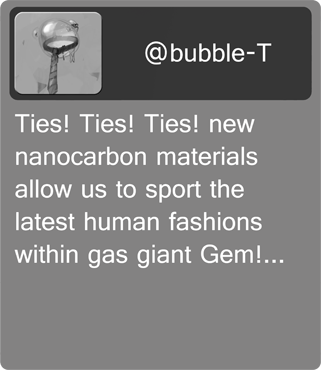 @bubble-T
Ties! Ties! Ties! new
nanocarbon materials
allow us to sport the
latest human fashions
within gas giant Gem!...